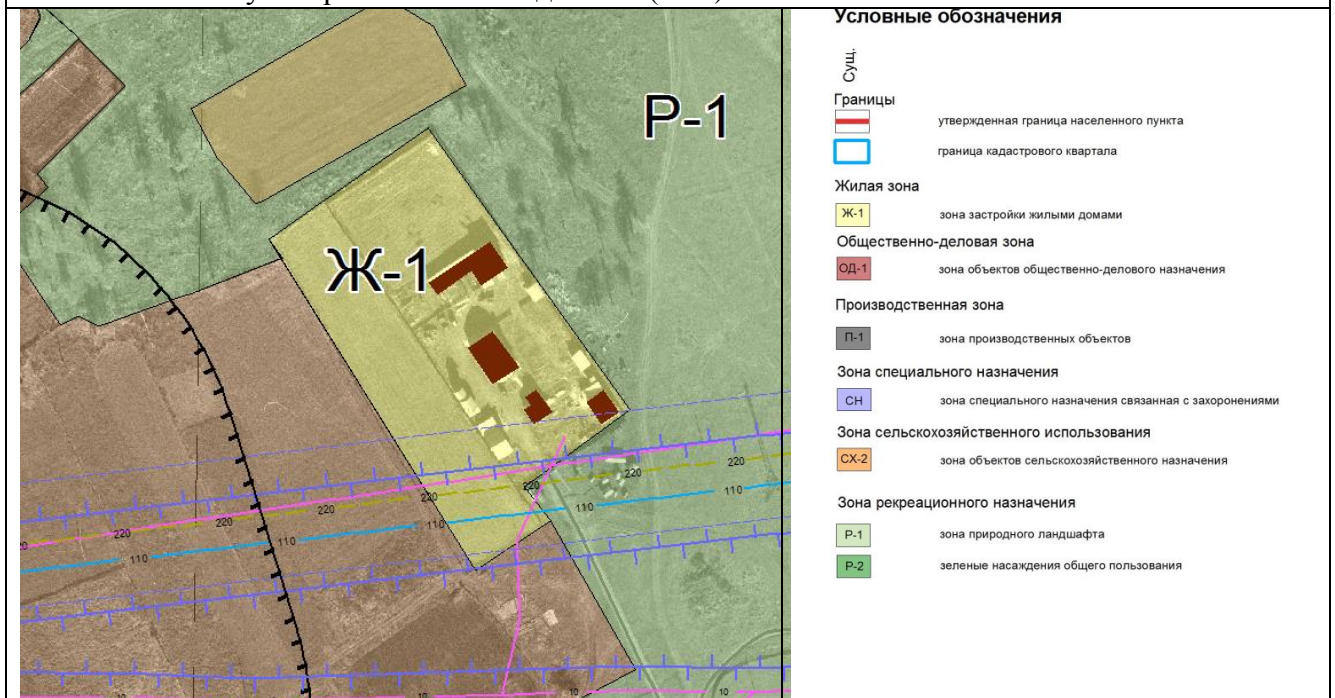 Условные обозначения
Сущ.
Границы
утвержденная граница населенного пункта
граница кадастрового квартала
Жилая зона
Ж-1 зона застройки жилыми домами
Общественно-деловая зона
ОД-1 зона объектов общественно-делового назначения
Производственная зона
П-1 зона производственных объектов
Зона специального назначения
СН зона специального назначения связанная с захоронениями
Зона сельскохозяйственного использования
СХ-2 зона объектов сельскохозяйственного назначения
Зона рекреационного назначения
Р-1 зона природного ландшафта
Р-2 зеленые насаждения общего пользования
Р-1
Ж-1
220
220
220
220
220
220
220
110
110
110
110
110
10
10
10